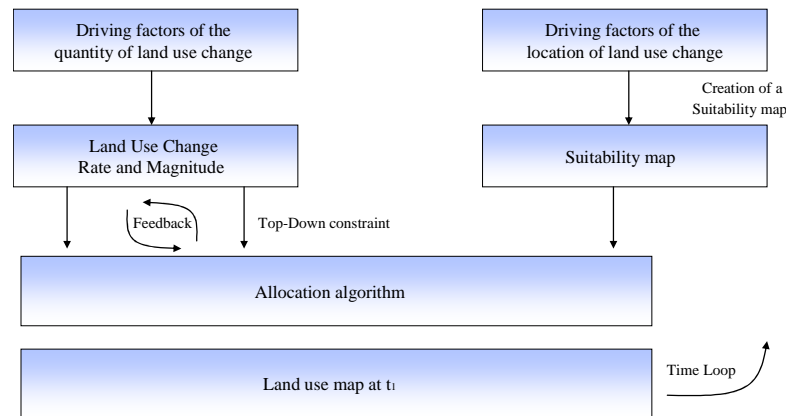 Driving factors of the
quantity of land use change
Driving factors of the
location of land use change
Creation of a
Suitability map
Land Use Change
Rate and Magnitude
Suitability map
Feedback
Top-Down constraint
Allocation algorithm
Land use map at t1
Time Loop